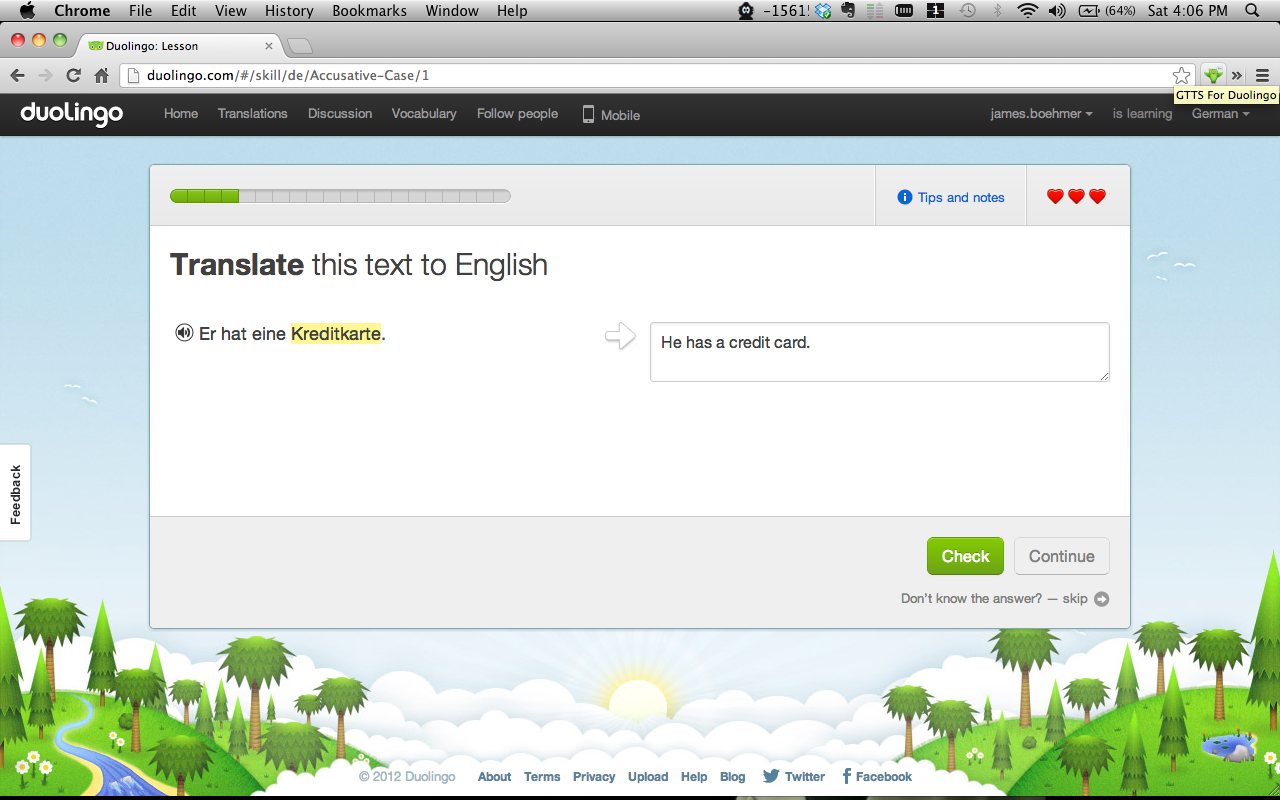 Chrome File Edit View History Bookmarks Window Help -1561 (64%) Sat 4:06 PM
Duolingo: Lesson
duolingo.com/#/skill/de/Accusative-Case/1
GTTS For Duolingo
duolingo Home Translations Discussion Vocabulary Follow people Mobile james.boehmer is learning German
Tips and notes
Translate this text to English
Er hat eine Kreditkarte.
He has a credit card.
Feedback
Check Continue
Don't know the answer? — skip
© 2012 Duolingo About Terms Privacy Upload Help Blog Twitter Facebook